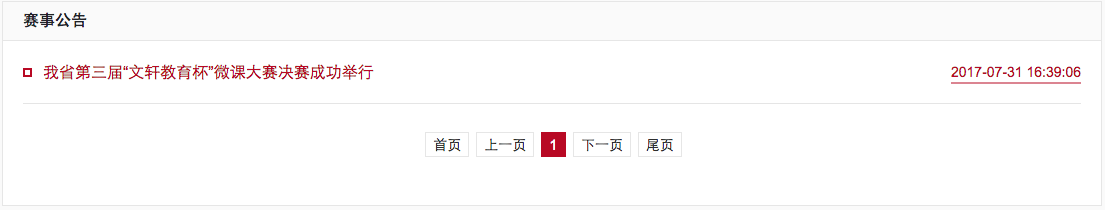 赛事公告
我省第三届“文轩教育杯”微课大赛决赛成功举行 2017-07-31 16:39:06
首页 上一页 1 下一页 尾页